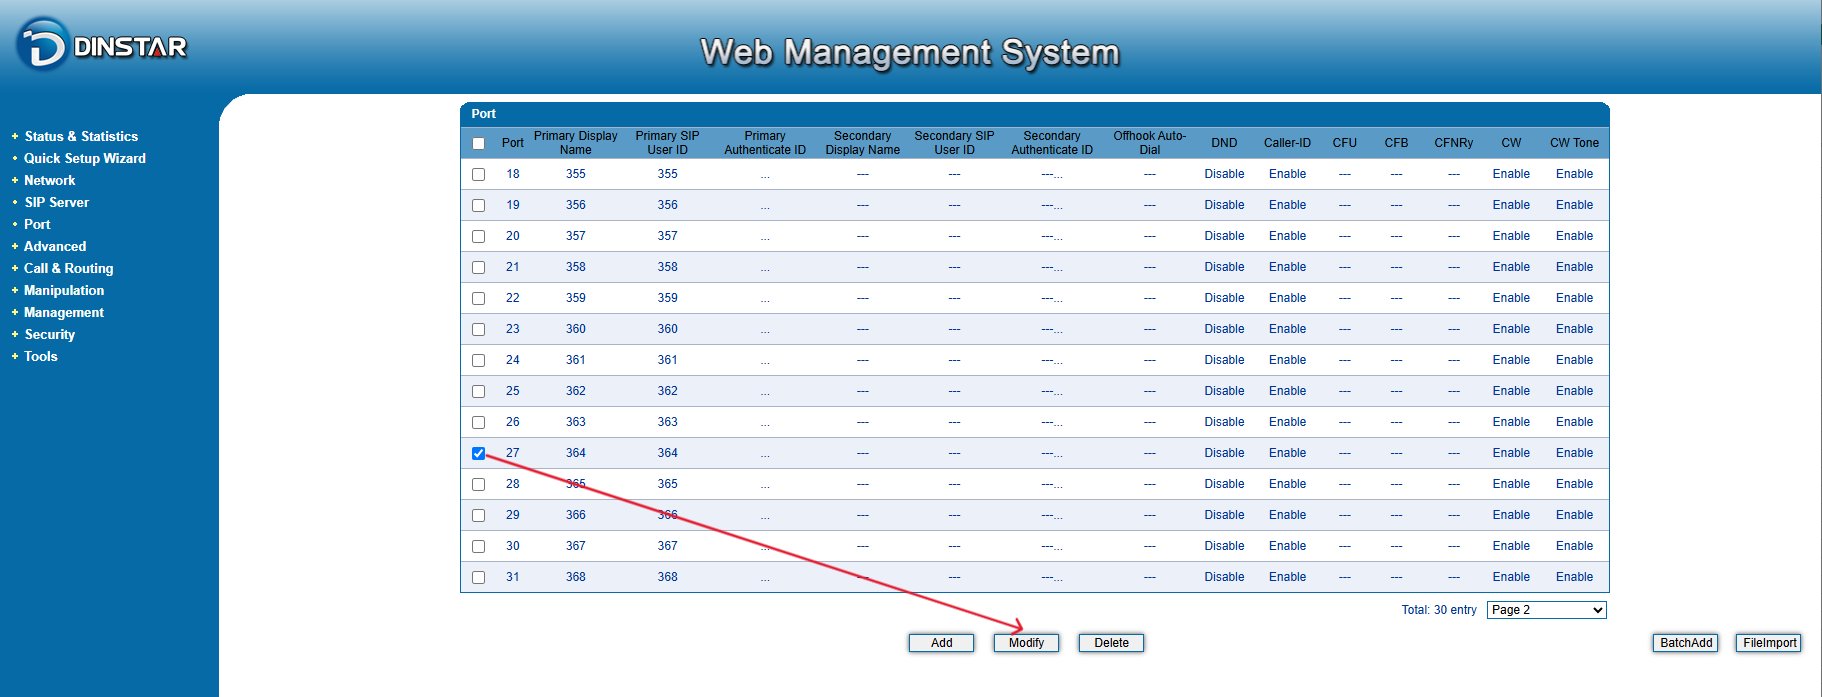 DINSTAR
Web Management System
Status & Statistics
Quick Setup Wizard
Network
SIP Server
Port
Advanced
Call & Routing
Manipulation
Management
Security
Tools
Port
Port Primary Display Name Primary SIP User ID Primary Authenticate ID Secondary Display Name Secondary SIP User ID Secondary Authenticate ID Offhook Auto-Dial DND Caller-ID CFU CFB CFNRy CW CW Tone
18 355 355 ... --- --- ---... --- Disable Enable --- --- --- Enable Enable
19 356 356 ... --- --- ---... --- Disable Enable --- --- --- Enable Enable
20 357 357 ... --- --- ---... --- Disable Enable --- --- --- Enable Enable
21 358 358 ... --- --- ---... --- Disable Enable --- --- --- Enable Enable
22 359 359 ... --- --- ---... --- Disable Enable --- --- --- Enable Enable
23 360 360 ... --- --- ---... --- Disable Enable --- --- --- Enable Enable
24 361 361 ... --- --- ---... --- Disable Enable --- --- --- Enable Enable
25 362 362 ... --- --- ---... --- Disable Enable --- --- --- Enable Enable
26 363 363 ... --- --- ---... --- Disable Enable --- --- --- Enable Enable
27 364 364 ... --- --- ---... --- Disable Enable --- --- --- Enable Enable
28 365 365 ... --- --- ---... --- Disable Enable --- --- --- Enable Enable
29 366 366 ... --- --- ---... --- Disable Enable --- --- --- Enable Enable
30 367 367 ... --- --- ---... --- Disable Enable --- --- --- Enable Enable
31 368 368 ... --- --- ---... --- Disable Enable --- --- --- Enable Enable
Total: 30 entry Page 2
Add Modify Delete BatchAdd FileImport